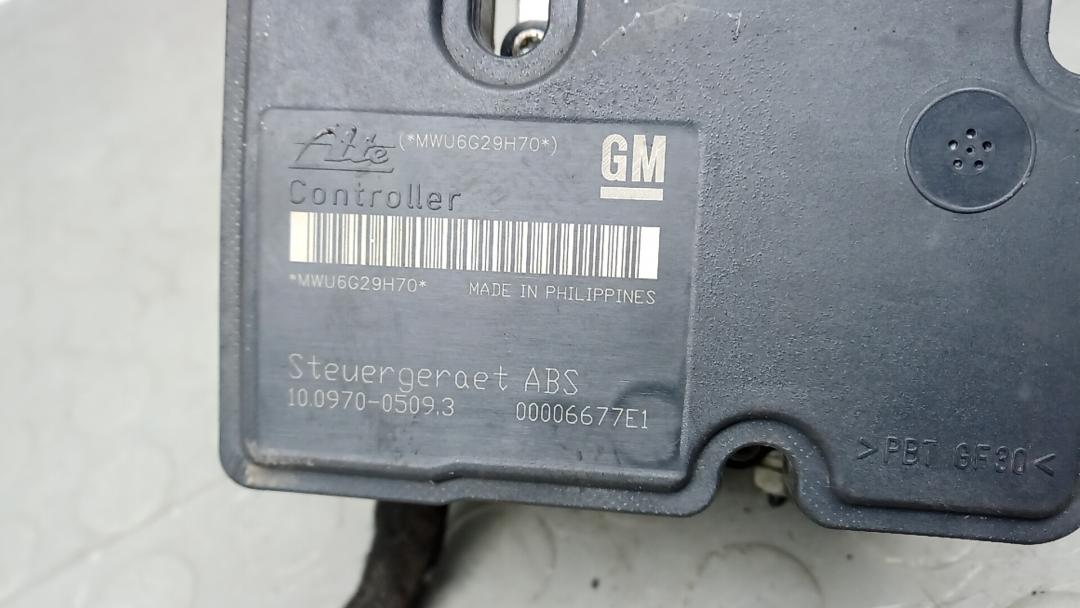 Ate (*MWU6G29H70*)
GM
Controller
*MWU6G29H70* MADE IN PHILIPPINES
Steuergeraet ABS
10.0970-0509.3 00006677E1
>PBT GF30<